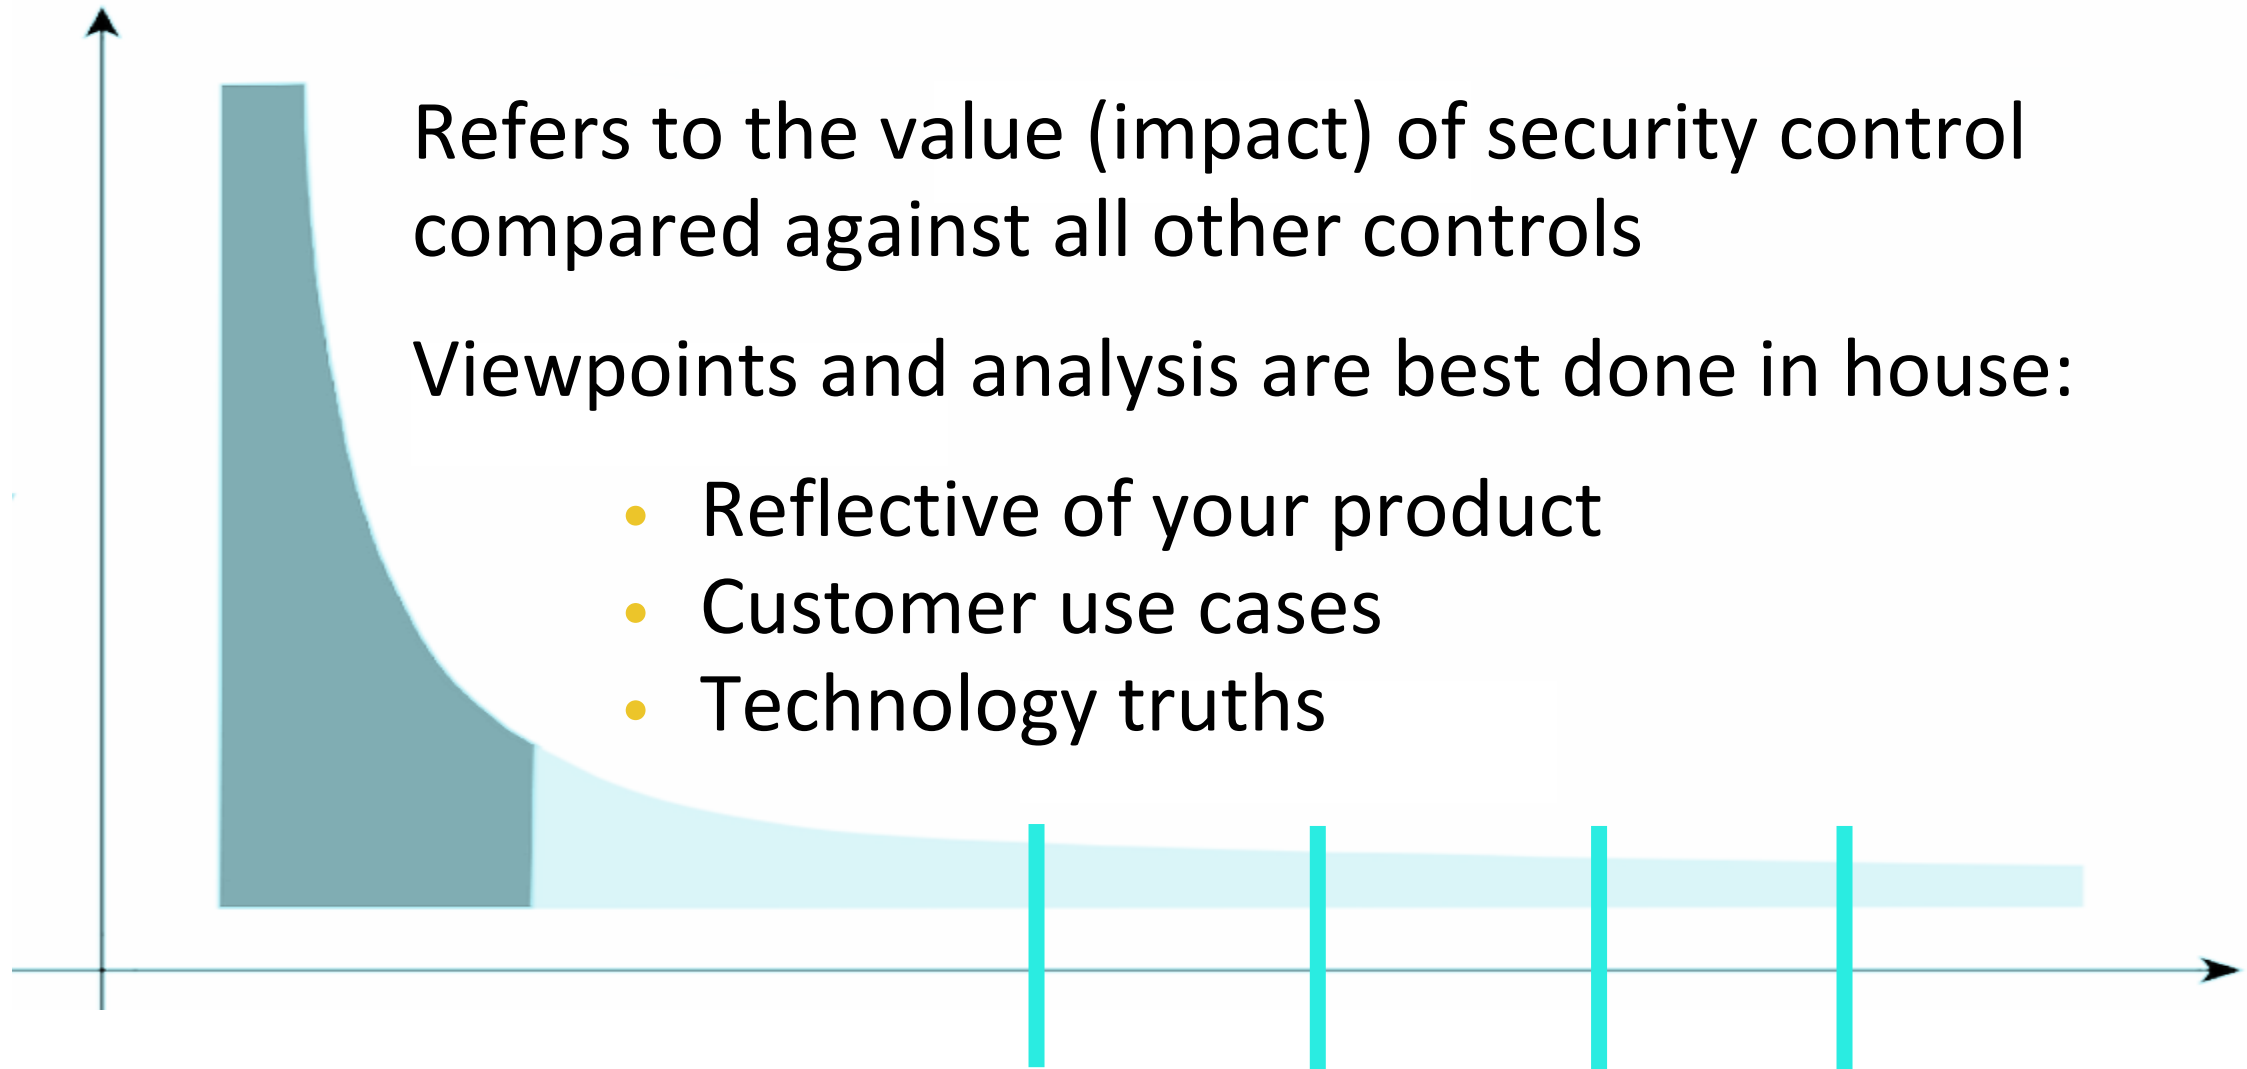 Refers to the value (impact) of security control
compared against all other controls
Viewpoints and analysis are best done in house:
• Reflective of your product
• Customer use cases
• Technology truths